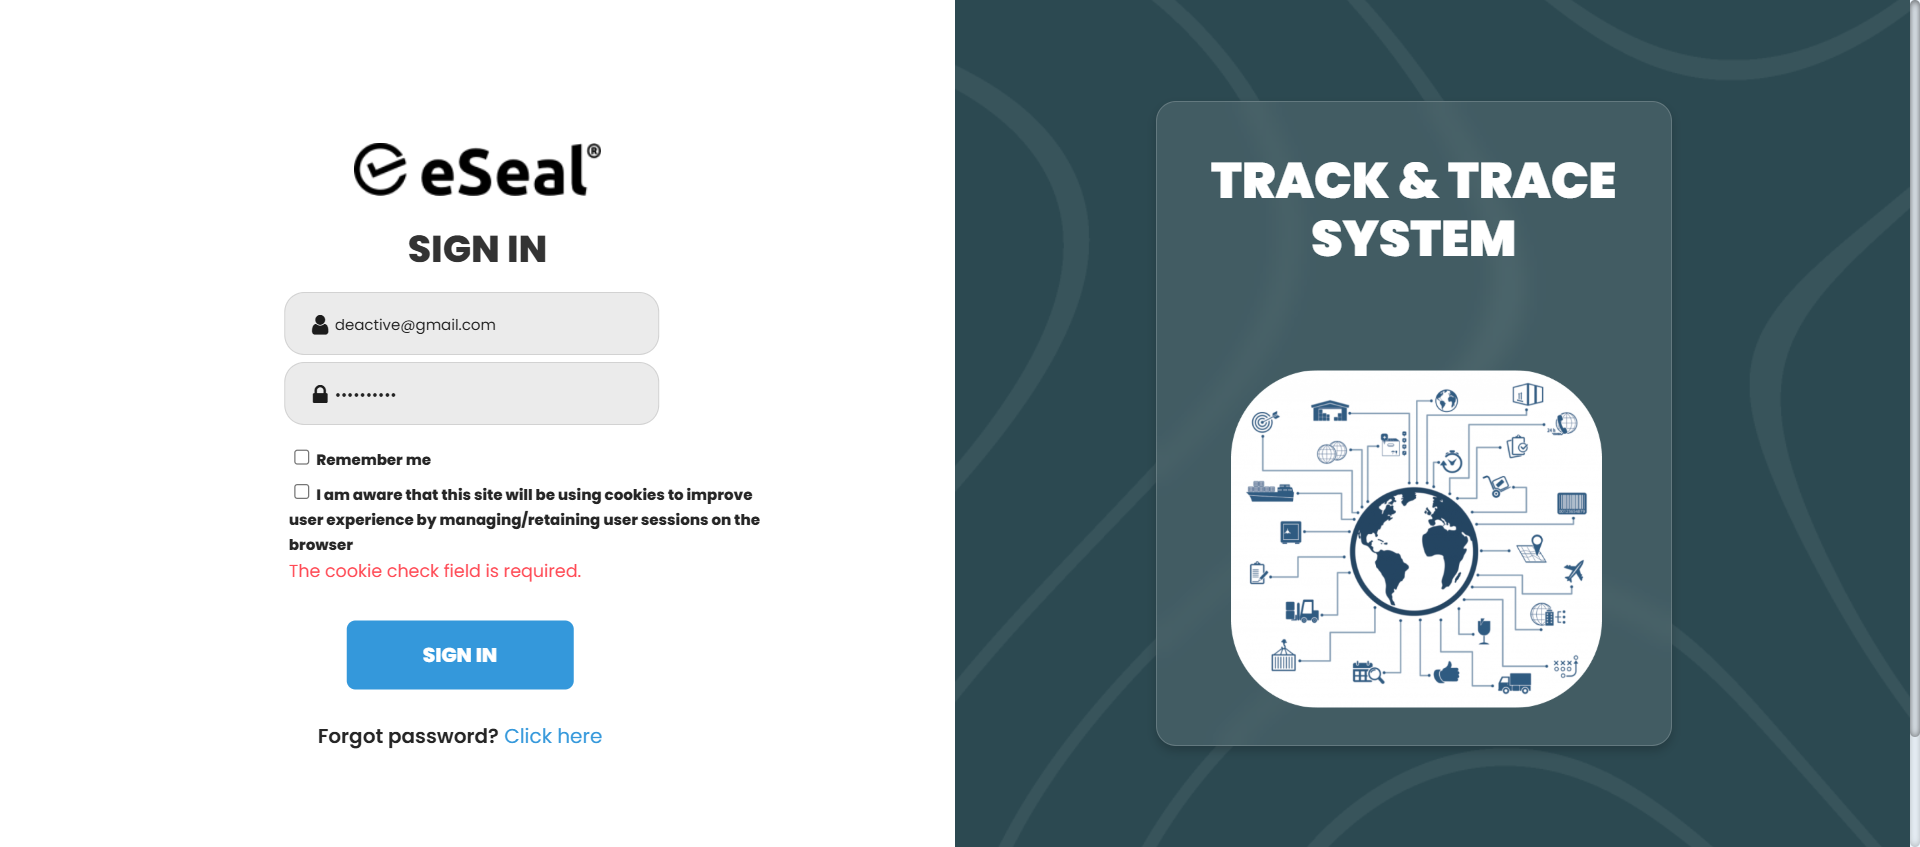 eSeal®
SIGN IN
deactive@gmail.com
••••••••••
Remember me
I am aware that this site will be using cookies to improve
user experience by managing/retaining user sessions on the
browser
The cookie check field is required.
SIGN IN
Forgot password? Click here
TRACK & TRACE
SYSTEM